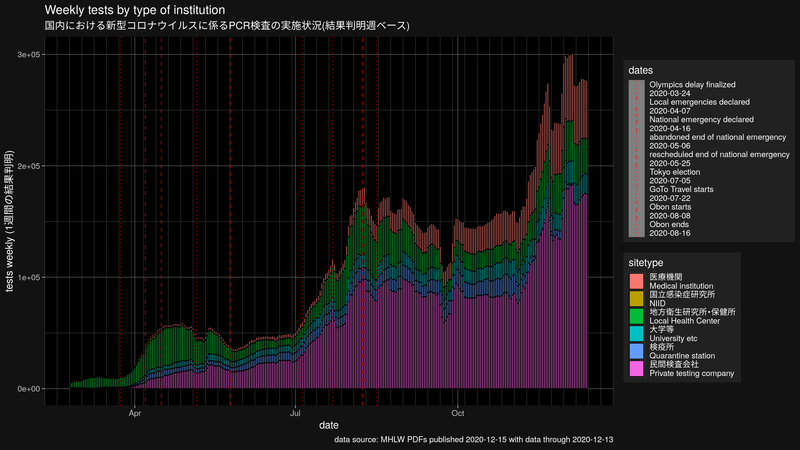 Weekly tests by type of institution
国内における新型コロナウイルスに係るPCR検査の実施状況(結果判明週ベース)
tests weekly (1週間の結果判明)
3e+05
2e+05
1e+05
0e+00
Apr
Jul
Oct
date
data source: MHLW PDFs published 2020-12-15 with data through 2020-12-13
dates
Olympics delay finalized
2020-03-24
Local emergencies declared
2020-04-07
National emergency declared
2020-04-16
abandoned end of national emergency
2020-05-06
rescheduled end of national emergency
2020-05-25
Tokyo election
2020-07-05
GoTo Travel starts
2020-07-22
Obon starts
2020-08-08
Obon ends
2020-08-16
sitetype
医療機関
Medical institution
国立感染症研究所
NIID
地方衛生研究所・保健所
Local Health Center
大学等
University etc
検疫所
Quarantine station
民間検査会社
Private testing company